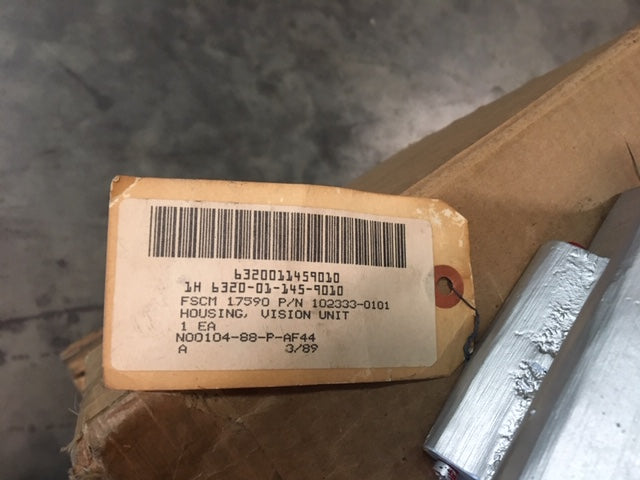 6320011459010
1H 6320-01-145-9010
FSCM 17590 P/N 102333-0101
HOUSING, VISION UNIT
1 EA
N00104-88-P-AF44
A 3/89